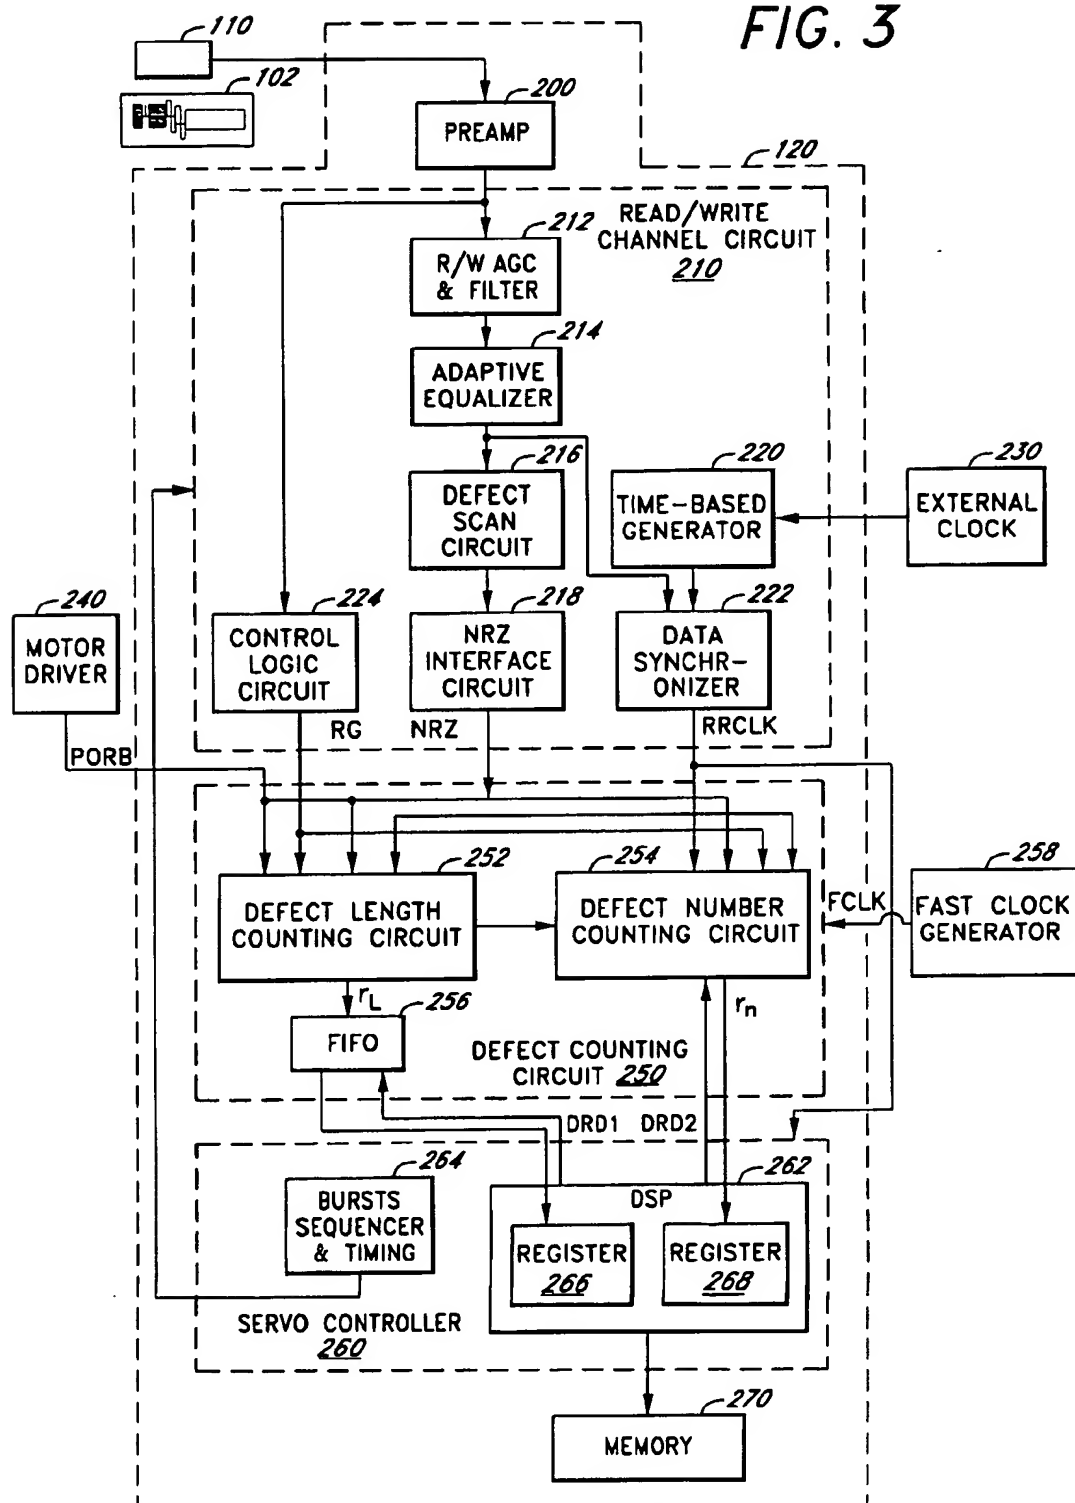 FIG. 3
110
102
200
PREAMP
120
READ/WRITE
CHANNEL CIRCUIT
210
212
R/W AGC
& FILTER
214
ADAPTIVE
EQUALIZER
216
DEFECT
SCAN
CIRCUIT
220
TIME-BASED
GENERATOR
230
EXTERNAL
CLOCK
240
MOTOR
DRIVER
224
CONTROL
LOGIC
CIRCUIT
218
NRZ
INTERFACE
CIRCUIT
222
DATA
SYNCHR-
ONIZER
RG
NRZ
RRCLK
PORB
252
DEFECT LENGTH
COUNTING CIRCUIT
254
DEFECT NUMBER
COUNTING CIRCUIT
FCLK
258
FAST CLOCK
GENERATOR
rL
256
FIFO
rn
DEFECT COUNTING
CIRCUIT 250
DRD1 DRD2
264
BURSTS
SEQUENCER
& TIMING
262
DSP
REGISTER
266
REGISTER
268
SERVO CONTROLLER
260
270
MEMORY